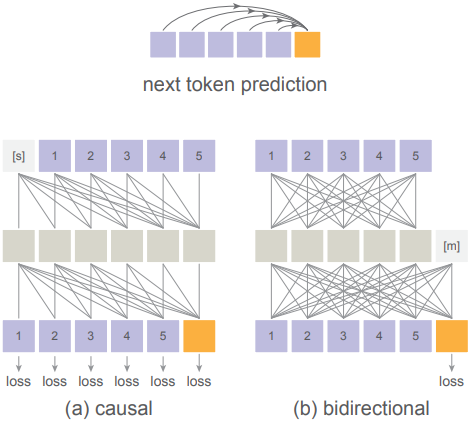 next token prediction
[s] 1 2 3 4 5
1 2 3 4 5
[m]
1 2 3 4 5
1 2 3 4 5
loss loss loss loss loss loss
loss
(a) causal
(b) bidirectional